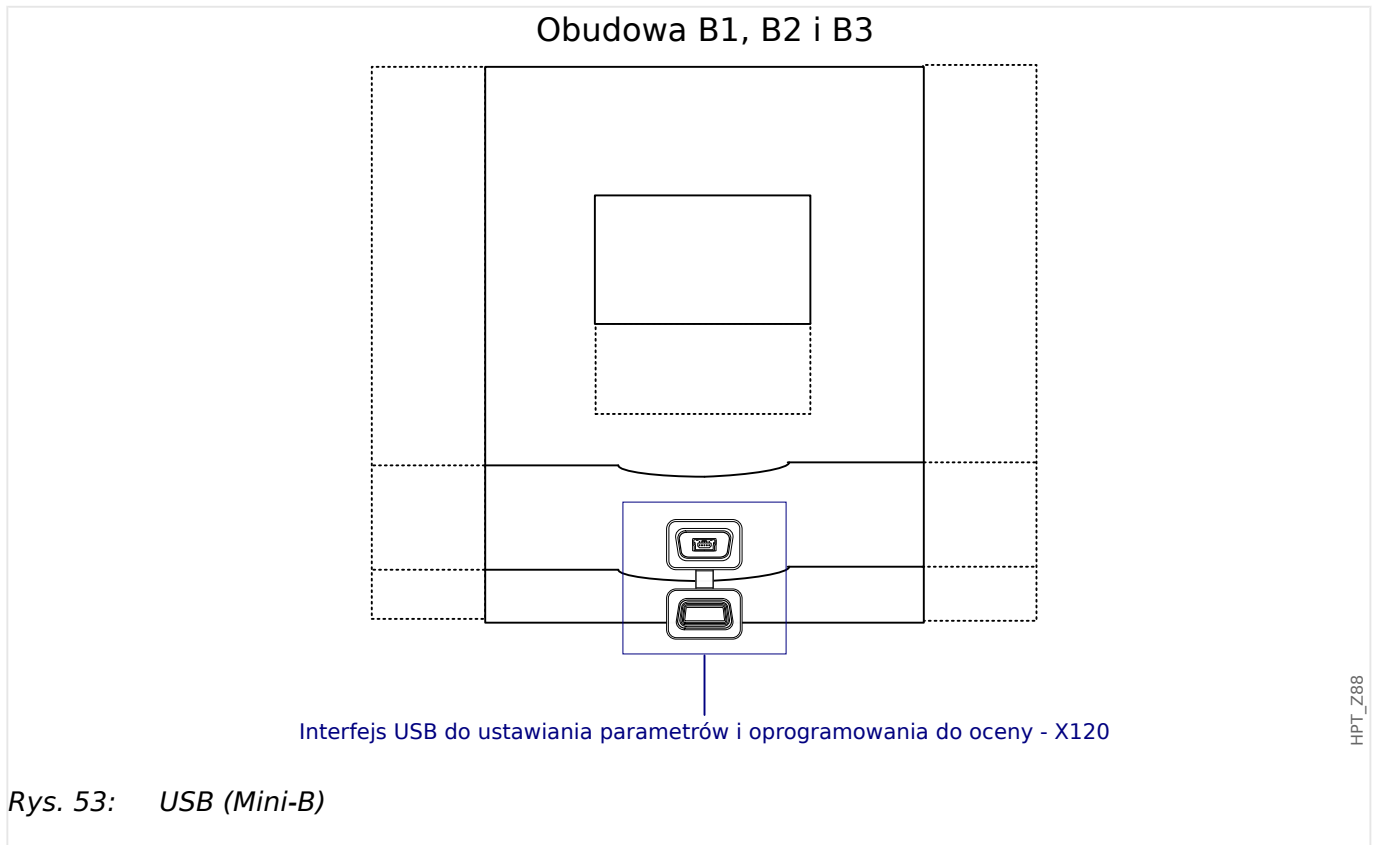 Obudowa B1, B2 i B3
Interfejs USB do ustawiania parametrów i oprogramowania do oceny - X120
HPT_Z88
Rys. 53: USB (Mini-B)